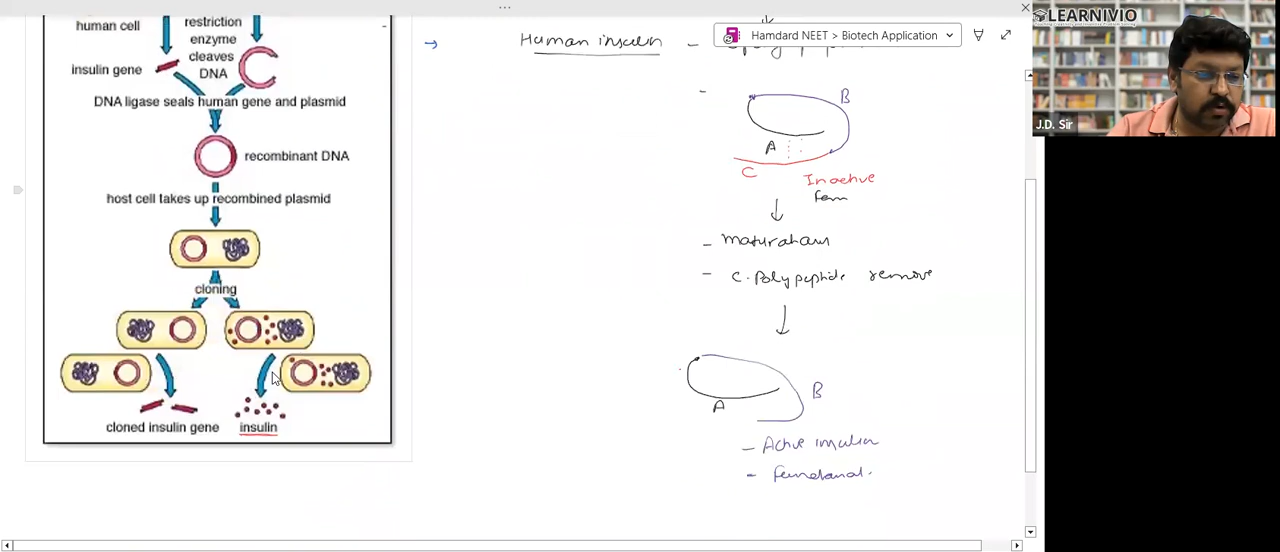 human cell
restriction
enzyme
cleaves
DNA
insulin gene
DNA ligase seals human gene and plasmid
recombinant DNA
host cell takes up recombined plasmid
cloning
cloned insulin gene
insulin
Human insulin -
Hamdard NEET > Biotech Application
B
A
C
Inactive
Form
- maturations
- C. Polypeptide remove
A
B
- Active insulin
- Functional.
LEARNIVIO
J.D. Sir